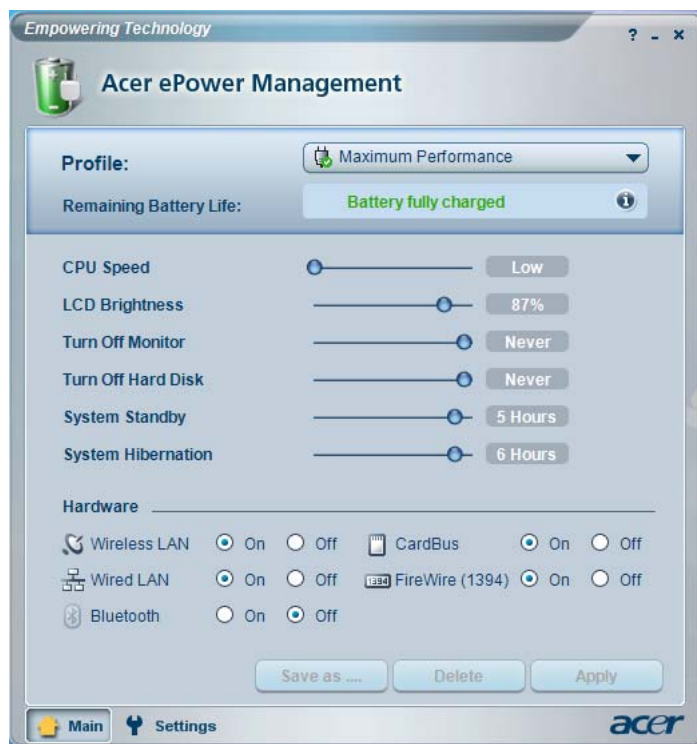 Empowering Technology
? - x
Acer ePower Management
Profile: Maximum Performance
Remaining Battery Life: Battery fully charged
CPU Speed Low
LCD Brightness 87%
Turn Off Monitor Never
Turn Off Hard Disk Never
System Standby 5 Hours
System Hibernation 6 Hours
Hardware
Wireless LAN On Off CardBus On Off
Wired LAN On Off 1394 FireWire (1394) On Off
Bluetooth On Off
Save as .... Delete Apply
Main Settings acer